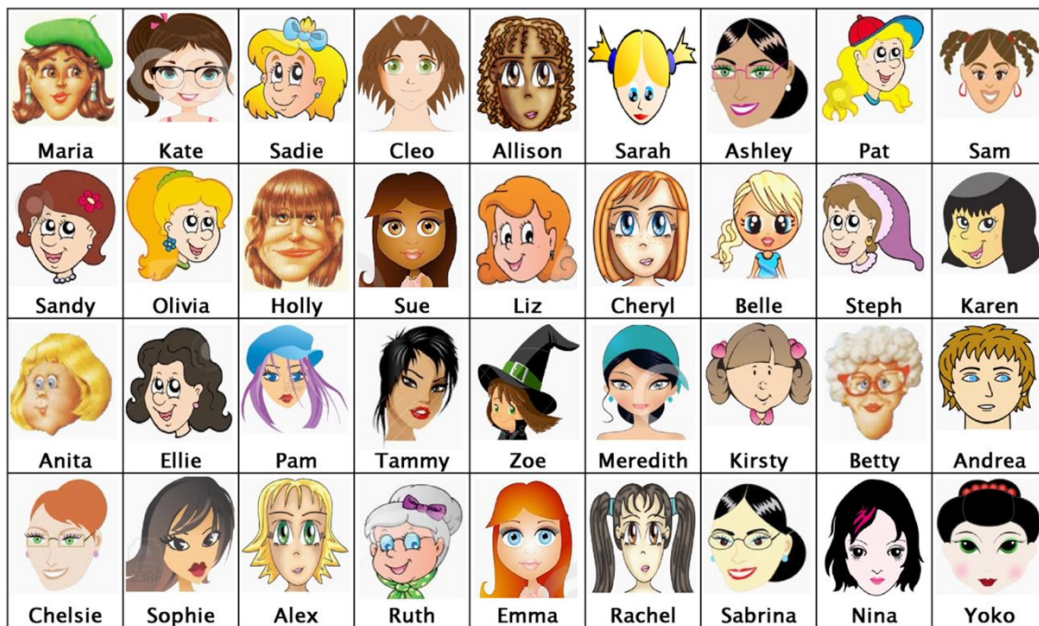 Maria Kate Sadie Cleo Allison Sarah Ashley Pat Sam
Sandy Olivia Holly Sue Liz Cheryl Belle Steph Karen
Anita Ellie Pam Tammy Zoe Meredith Kirsty Betty Andrea
Chelsie Sophie Alex Ruth Emma Rachel Sabrina Nina Yoko